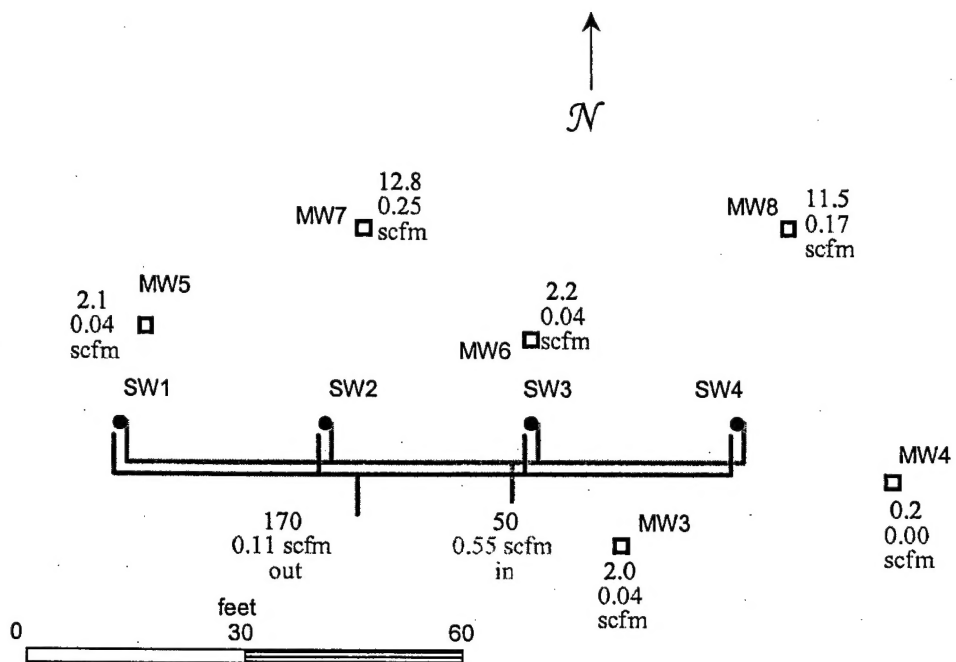 N
12.8
MW7
0.25
scfm
MW8
11.5
0.17
scfm
MW5
2.1
0.04
scfm
2.2
0.04
MW6
scfm
SW1
SW2
SW3
SW4
MW4
0.2
0.00
scfm
170
0.11 scfm
out
50
0.55 scfm
in
MW3
2.0
0.04
scfm
feet
0
30
60